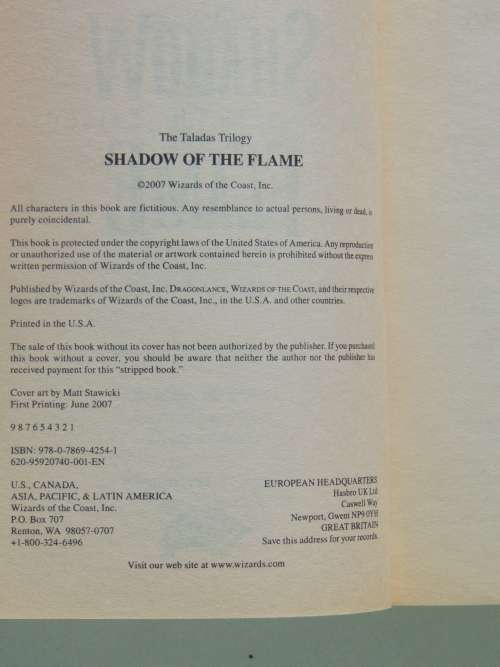 The Taladas Trilogy
SHADOW OF THE FLAME
©2007 Wizards of the Coast, Inc.
All characters in this book are fictitious. Any resemblance to actual persons, living or dead, is
purely coincidental.
This book is protected under the copyright laws of the United States of America. Any reproduction
or unauthorized use of the material or artwork contained herein is prohibited without the express
written permission of Wizards of the Coast, Inc.
Published by Wizards of the Coast, Inc. DRAGONLANCE, WIZARDS OF THE COAST, and their respective
logos are trademarks of Wizards of the Coast, Inc., in the U.S.A. and other countries.
Printed in the U.S.A.
The sale of this book without its cover has not been authorized by the publisher. If you purchased
this book without a cover, you should be aware that neither the author nor the publisher has
received payment for this “stripped book.”
Cover art by Matt Stawicki
First Printing: June 2007
9 8 7 6 5 4 3 2 1
ISBN: 978-0-7869-4254-1
620-95920740-001-EN
U.S., CANADA,
ASIA, PACIFIC, & LATIN AMERICA
Wizards of the Coast, Inc.
P.O. Box 707
Renton, WA 98057-0707
+1-800-324-6496
EUROPEAN HEADQUARTERS
Hasbro UK Ltd
Caswell Way
Newport, Gwent NP9 0YH
GREAT BRITAIN
Save this address for your records.
Visit our web site at www.wizards.com